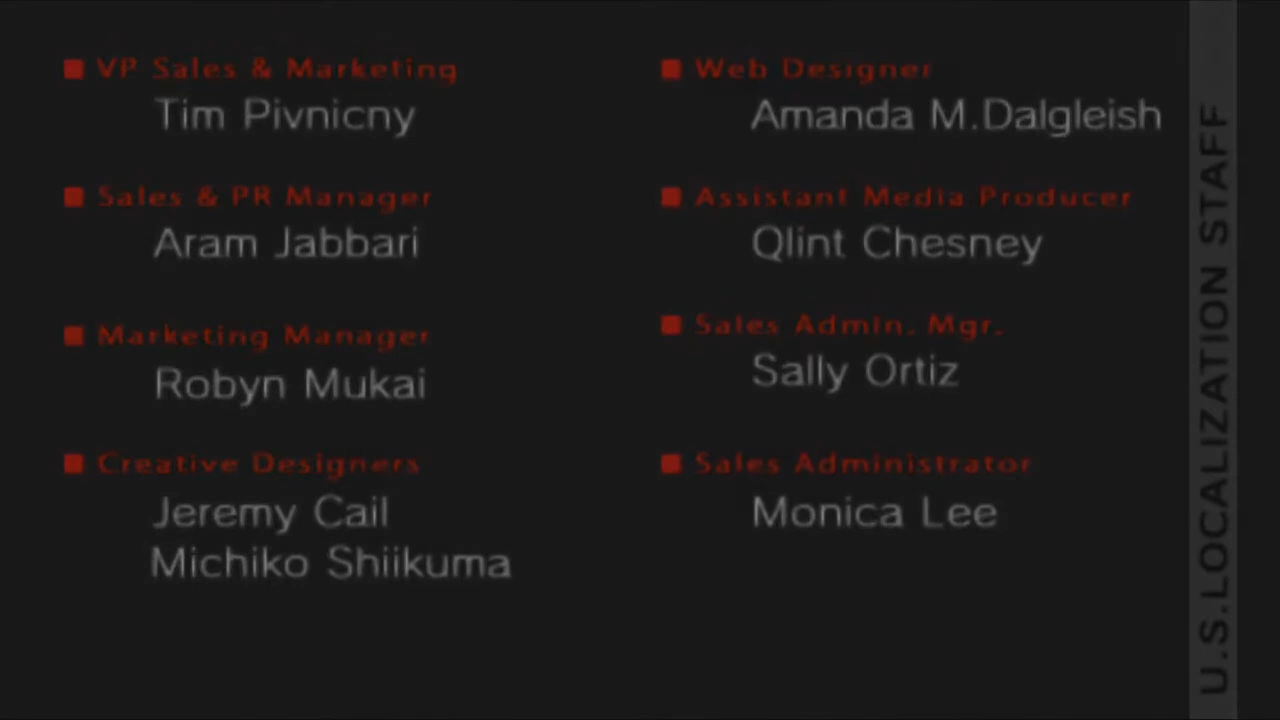 VP Sales & Marketing
Tim Pivnicny
Sales & PR Manager
Aram Jabbari
Marketing Manager
Robyn Mukai
Creative Designers
Jeremy Cail
Michiko Shiikuma
Web Designer
Amanda M.Dalgleish
Assistant Media Producer
Qlint Chesney
Sales Admin. Mgr.
Sally Ortiz
Sales Administrator
Monica Lee
U.S.LOCALIZATION STAFF